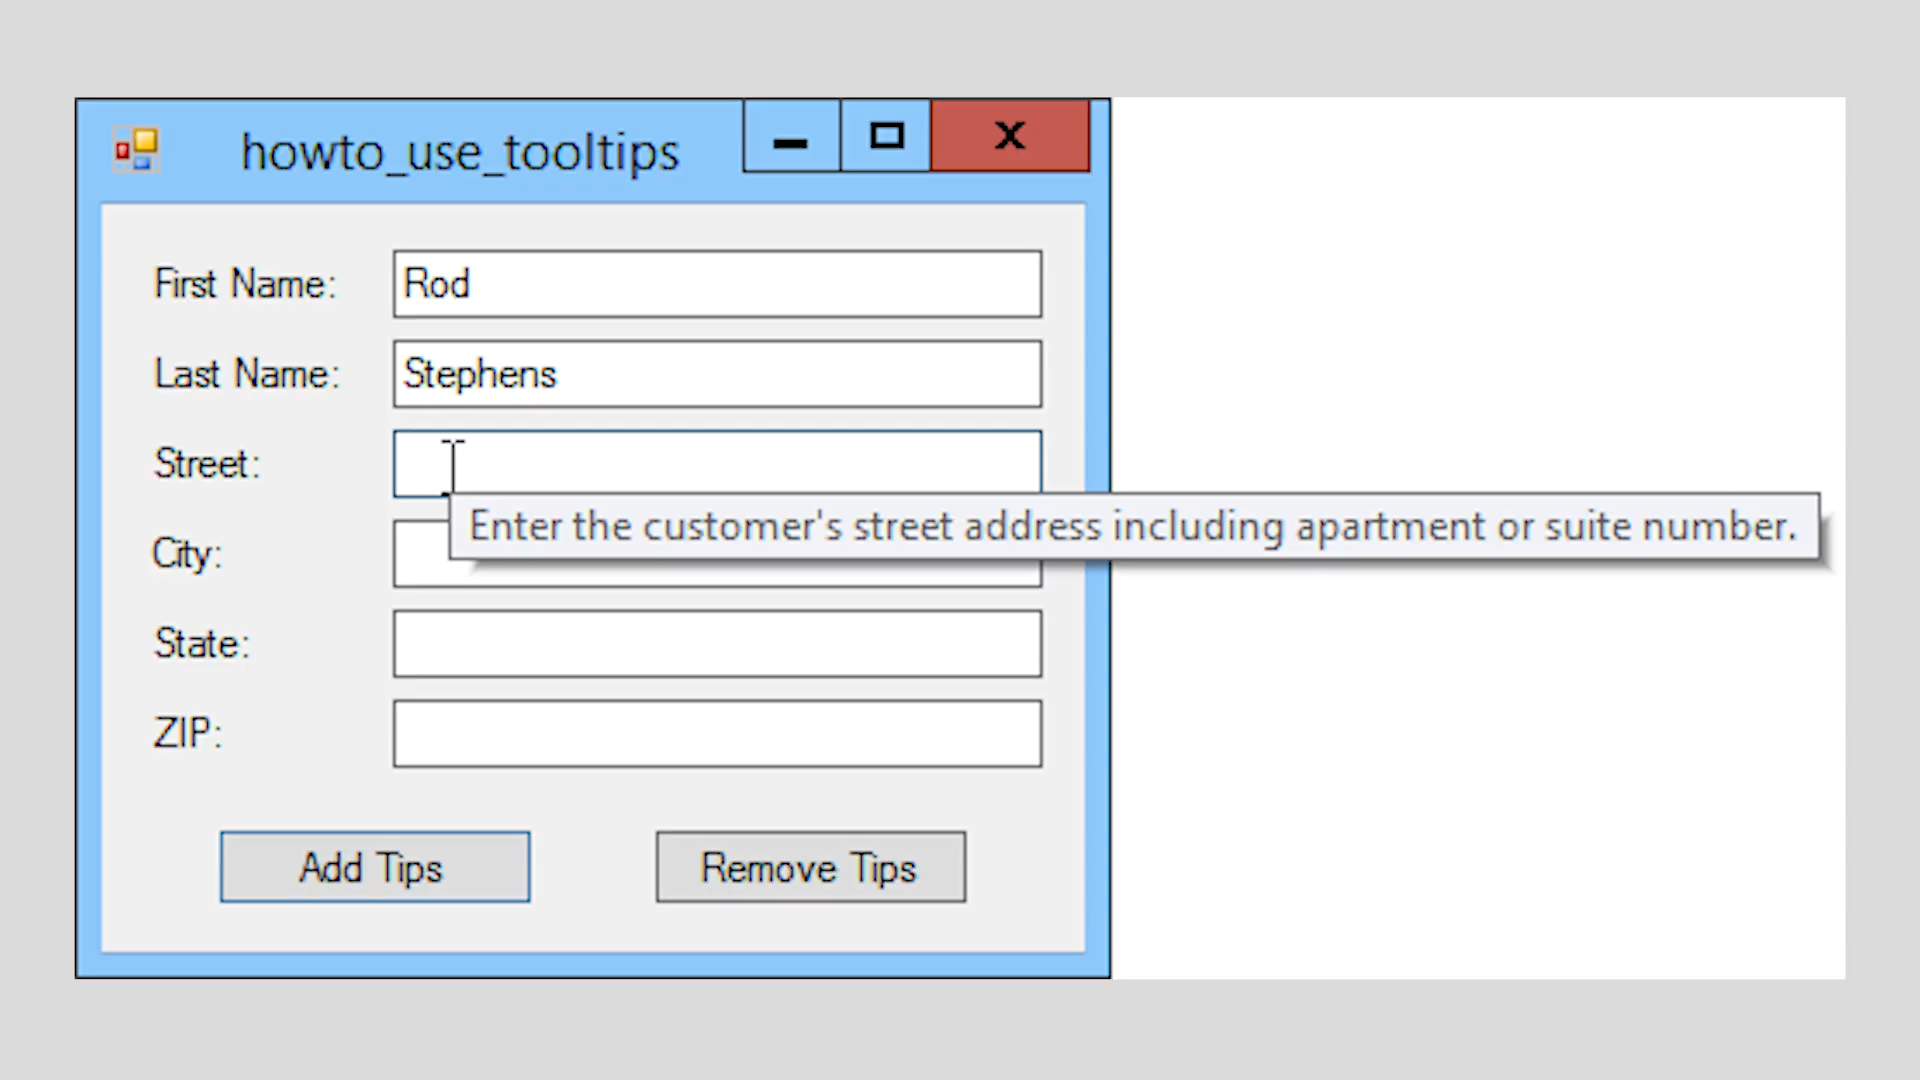 howto_use_tooltips
First Name: Rod
Last Name: Stephens
Street:
Enter the customer's street address including apartment or suite number.
City:
State:
ZIP:
Add Tips Remove Tips